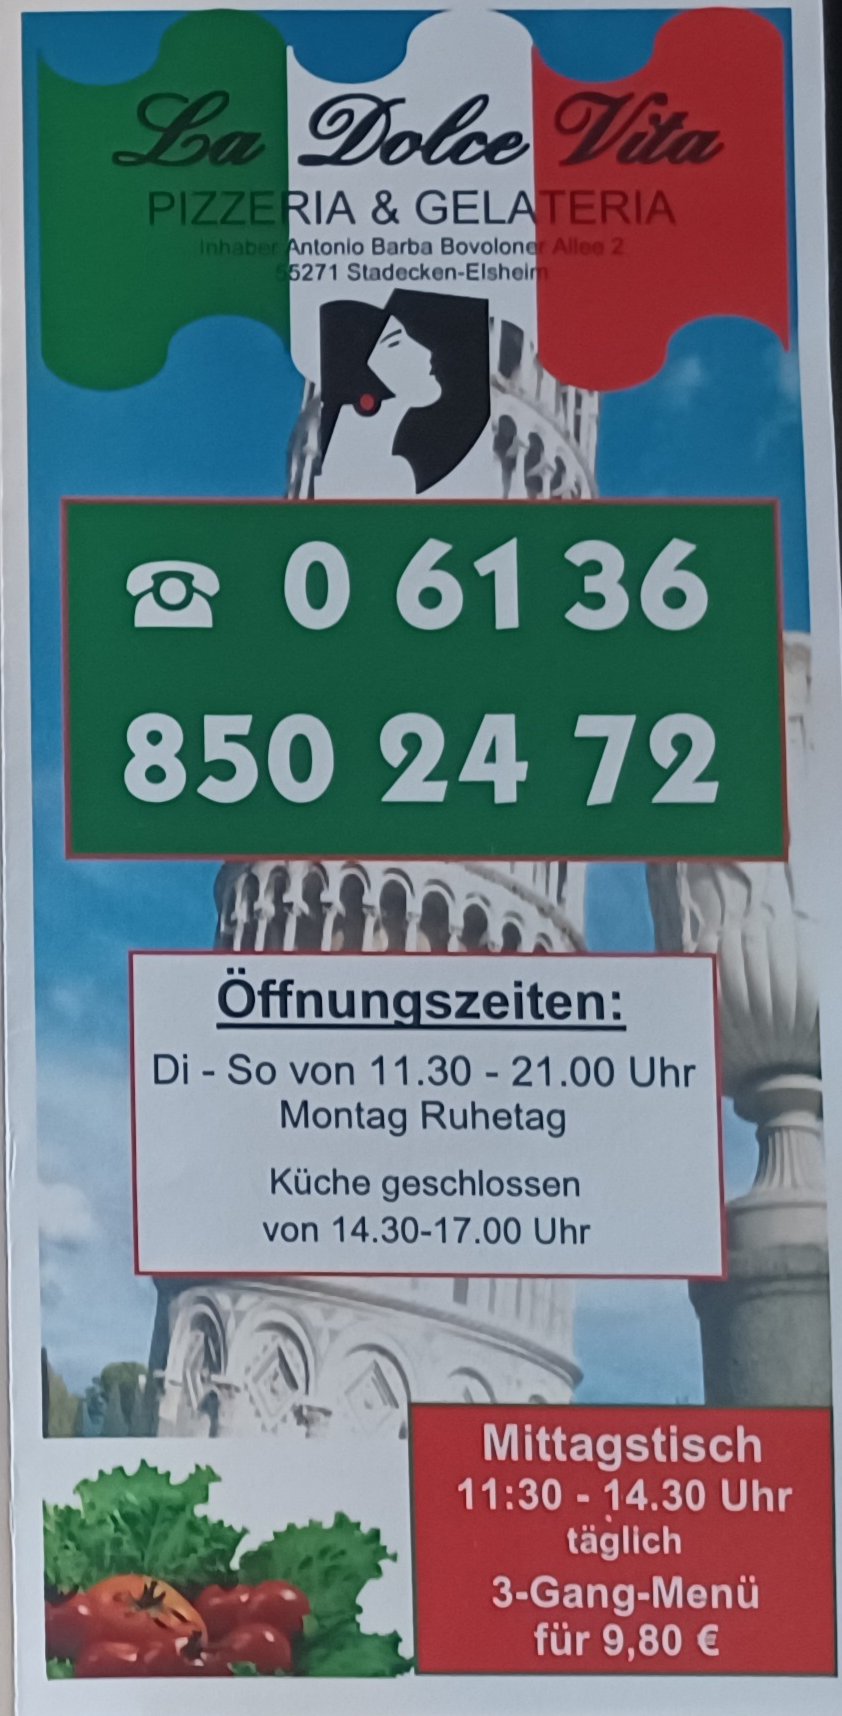 La Dolce Vita
PIZZERIA & GELATERIA
Inhaber Antonio Barba Bovoloner Allee 2
55271 Stadecken-Elsheim
☎ 0 61 36
850 24 72
Öffnungszeiten:
Di - So von 11.30 - 21.00 Uhr
Montag Ruhetag
Küche geschlossen
von 14.30-17.00 Uhr
Mittagstisch
11:30 - 14.30 Uhr
täglich
3-Gang-Menü
für 9,80 €